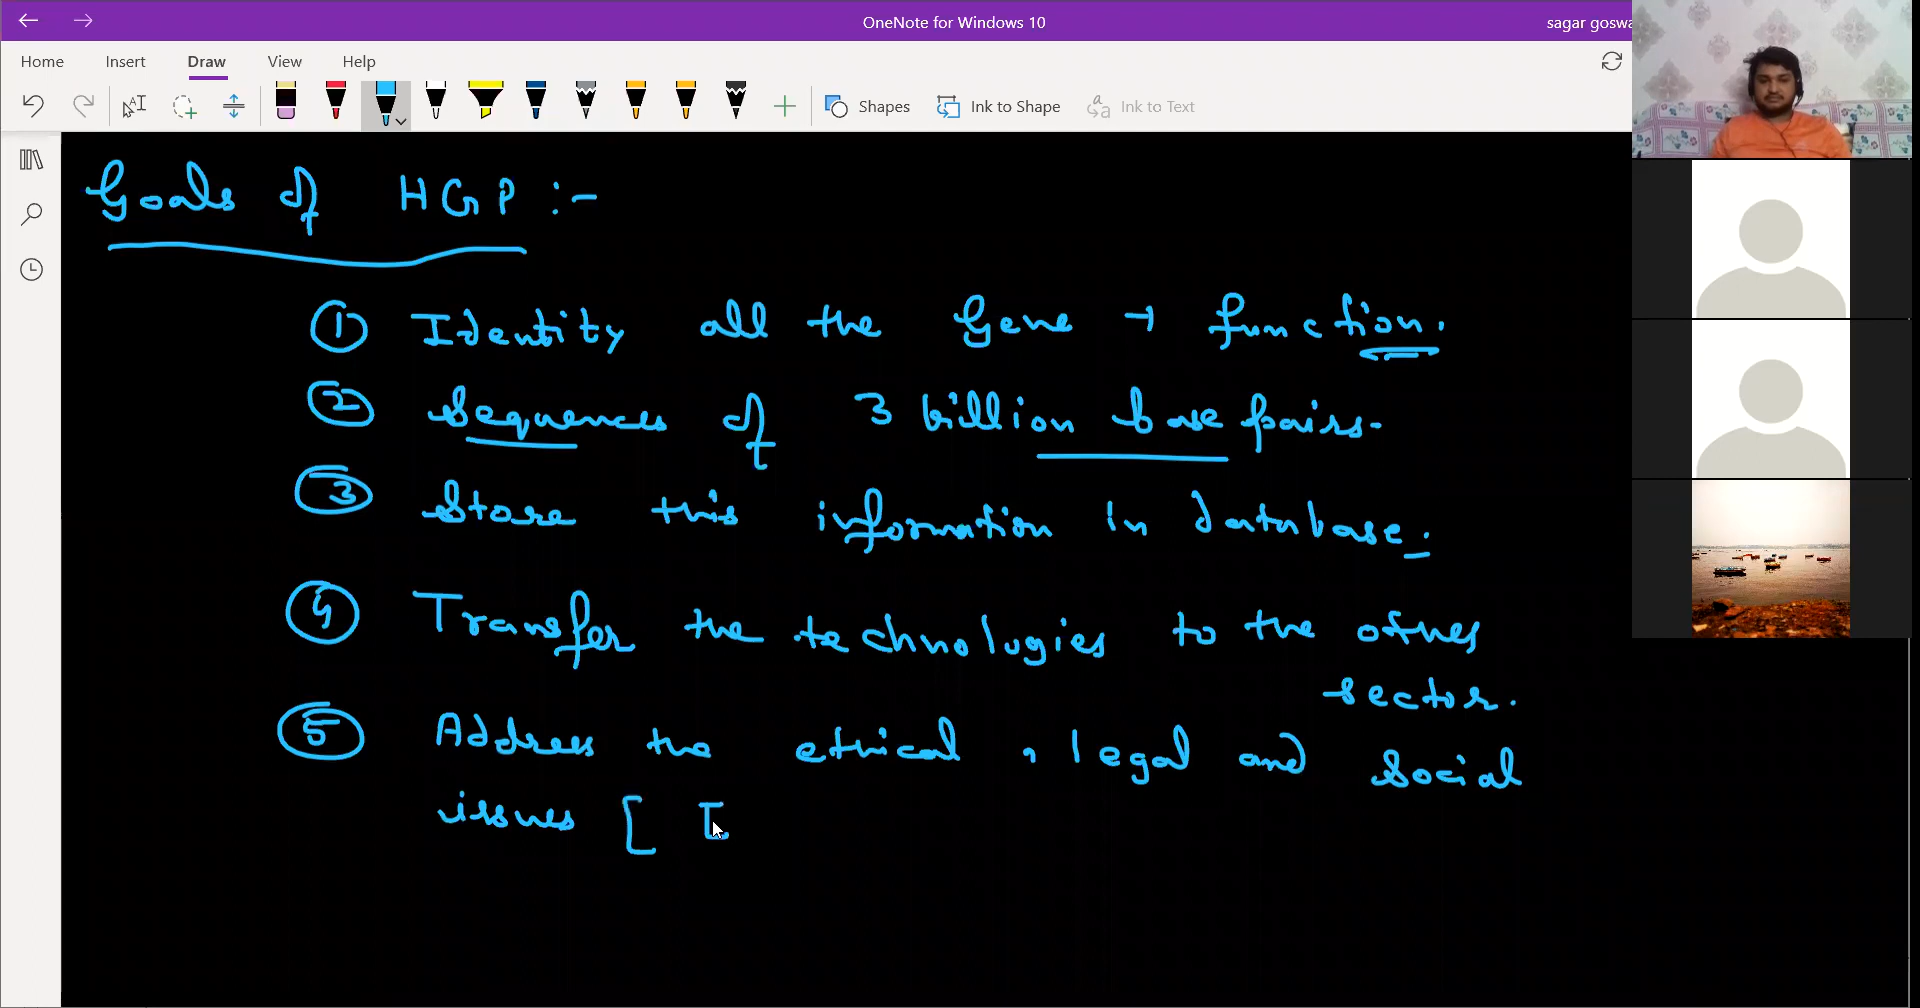 OneNote for Windows 10
sagar goswa
Home Insert Draw View Help
Shapes Ink to Shape Ink to Text
Goals of HGP :-
① Identity all the Gene → function.
② Sequences of 3 billion base pairs.
③ Store this information in database.
④ Transfer the technologies to the other
sector.
⑤ Address the ethical, legal and social
issues [ I